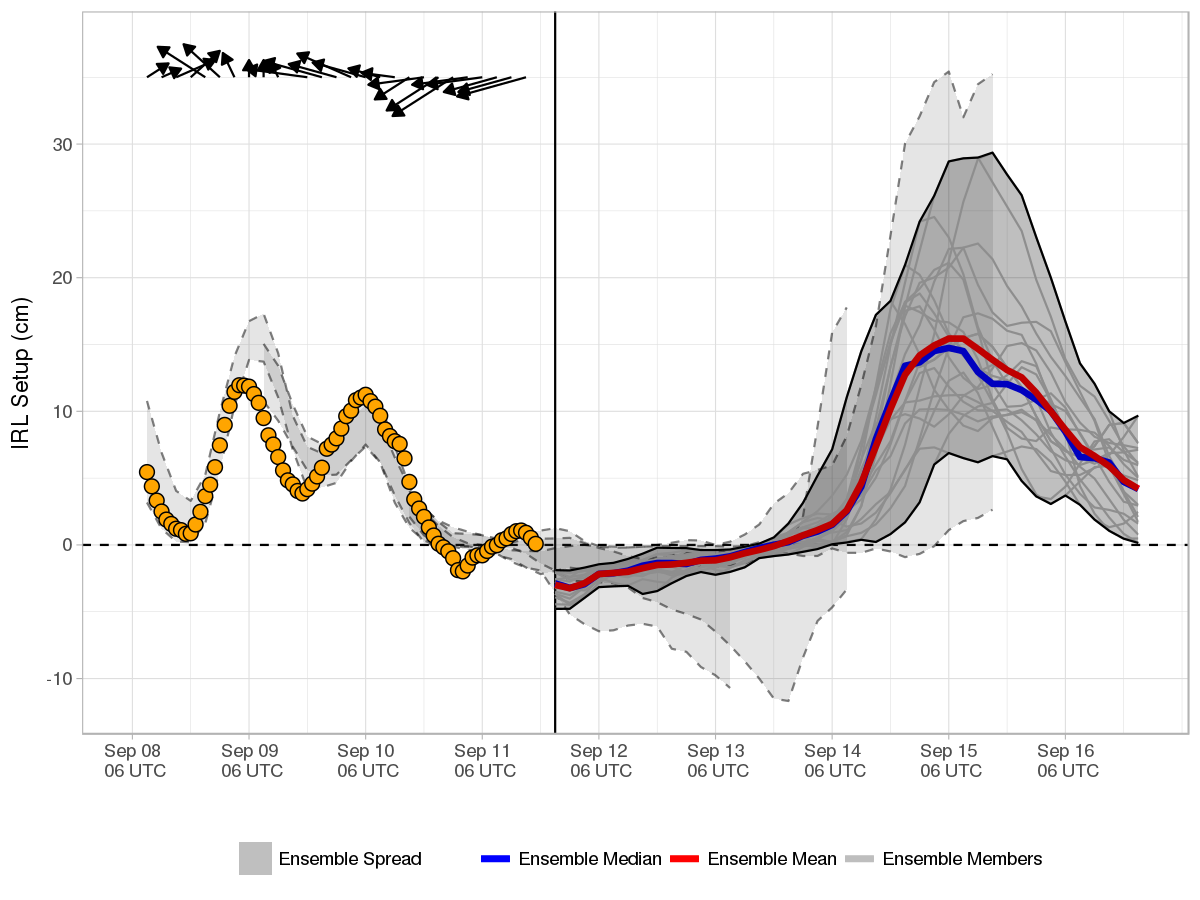 IRL Setup (cm)
30
20
10
0
-10
Sep 08
06 UTC
Sep 09
06 UTC
Sep 10
06 UTC
Sep 11
06 UTC
Sep 12
06 UTC
Sep 13
06 UTC
Sep 14
06 UTC
Sep 15
06 UTC
Sep 16
06 UTC
Ensemble Spread
Ensemble Median
Ensemble Mean
Ensemble Members